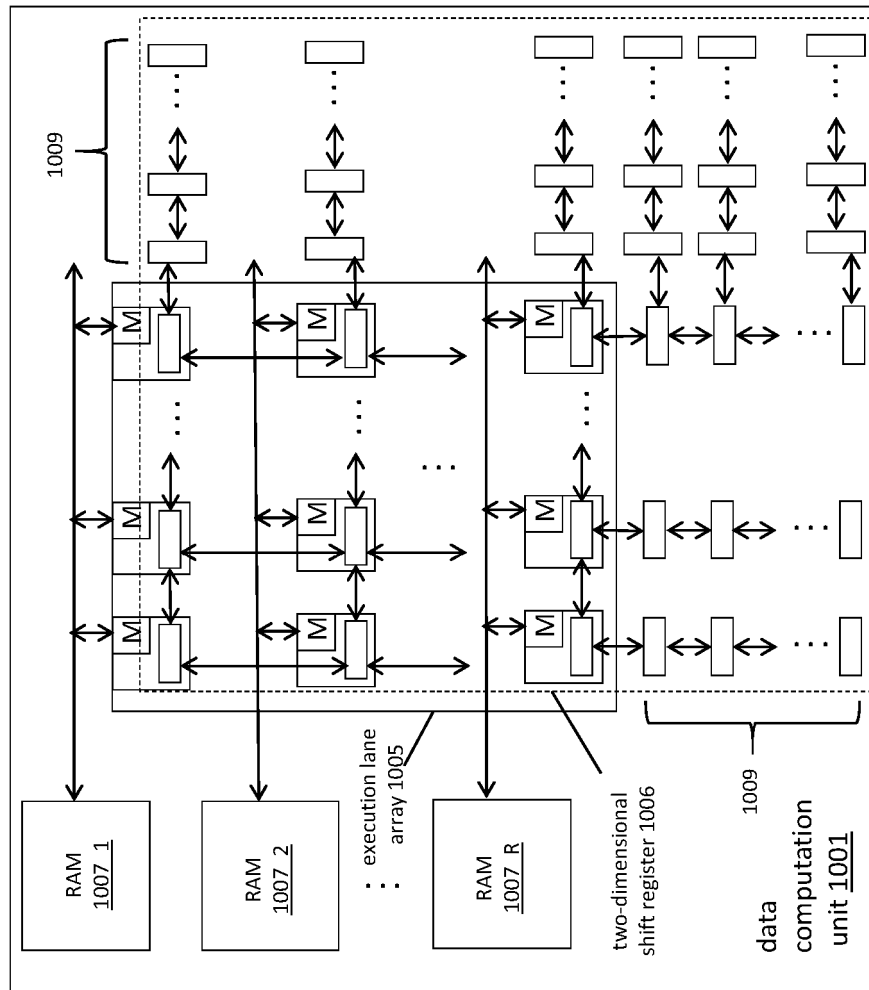 1009
M
M
M
RAM
1007_1
M
M
M
RAM
1007_2
execution lane
array 1005
M
M
M
RAM
1007_R
two-dimensional
shift register 1006
1009
data
computation
unit 1001